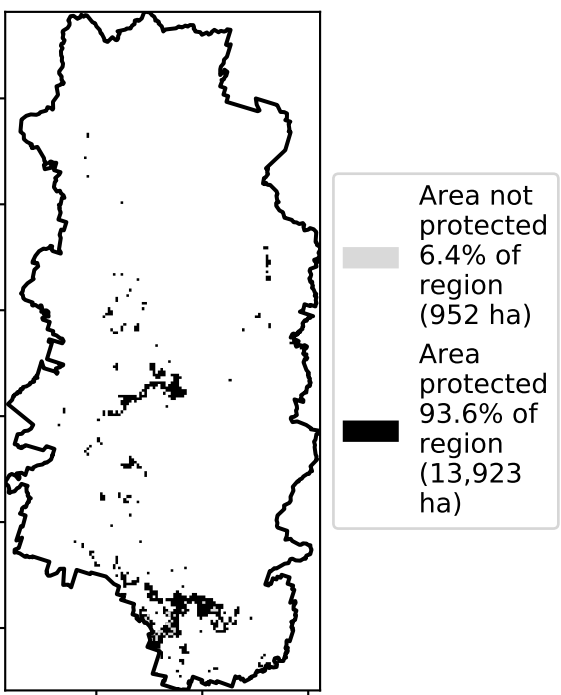 Area not
protected
6.4% of
region
(952 ha)
Area
protected
93.6% of
region
(13,923
ha)